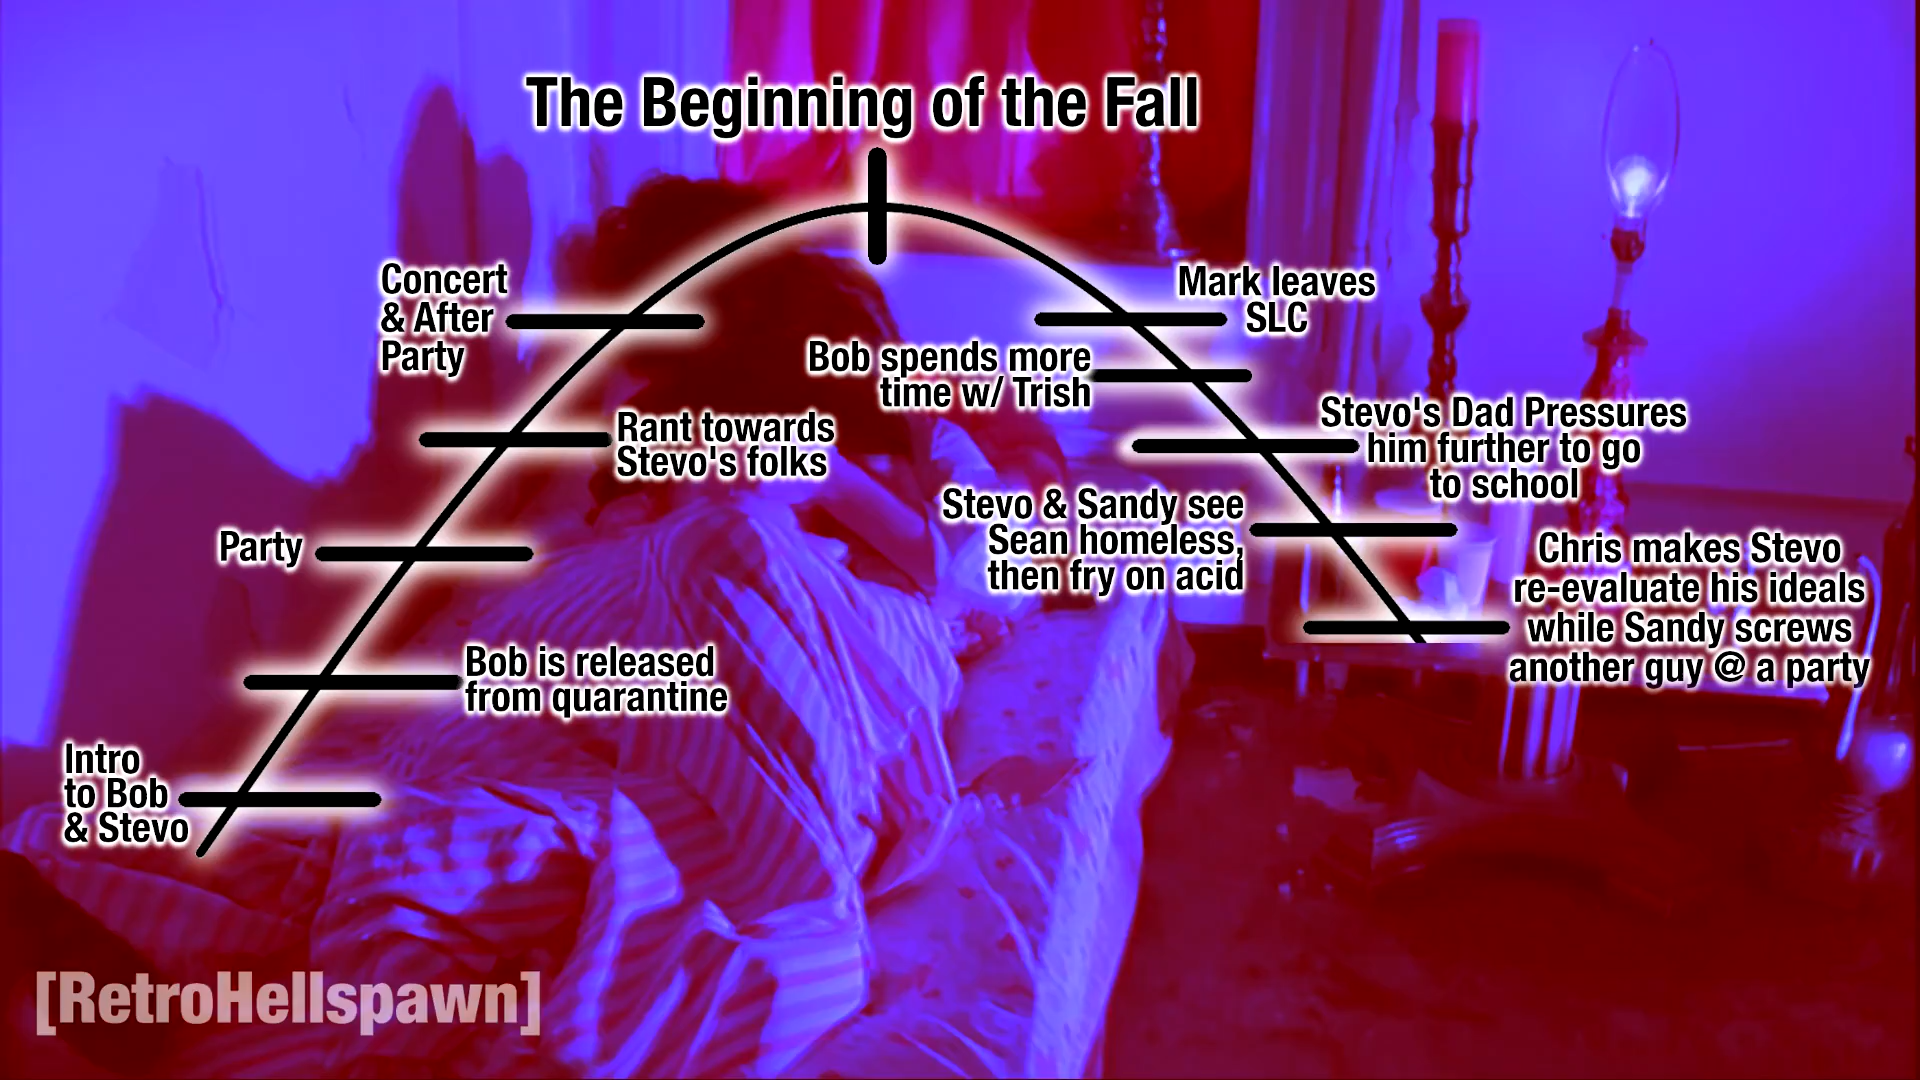 The Beginning of the Fall
Concert
& After
Party
Rant towards
Stevo's folks
Party
Bob is released
from quarantine
Intro
to Bob
& Stevo
Mark leaves
SLC
Bob spends more
time w/ Trish
Stevo's Dad Pressures
him further to go
to school
Stevo & Sandy see
Sean homeless,
then fry on acid
Chris makes Stevo
re-evaluate his ideals
while Sandy screws
another guy @ a party
[RetroHellspawn]